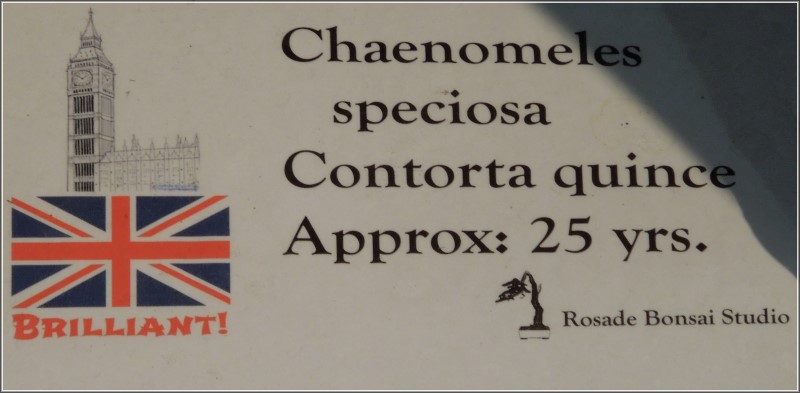 Chaenomeles
speciosa
Contorta quince
Approx: 25 yrs.
BRILLIANT!
Rosade Bonsai Studio